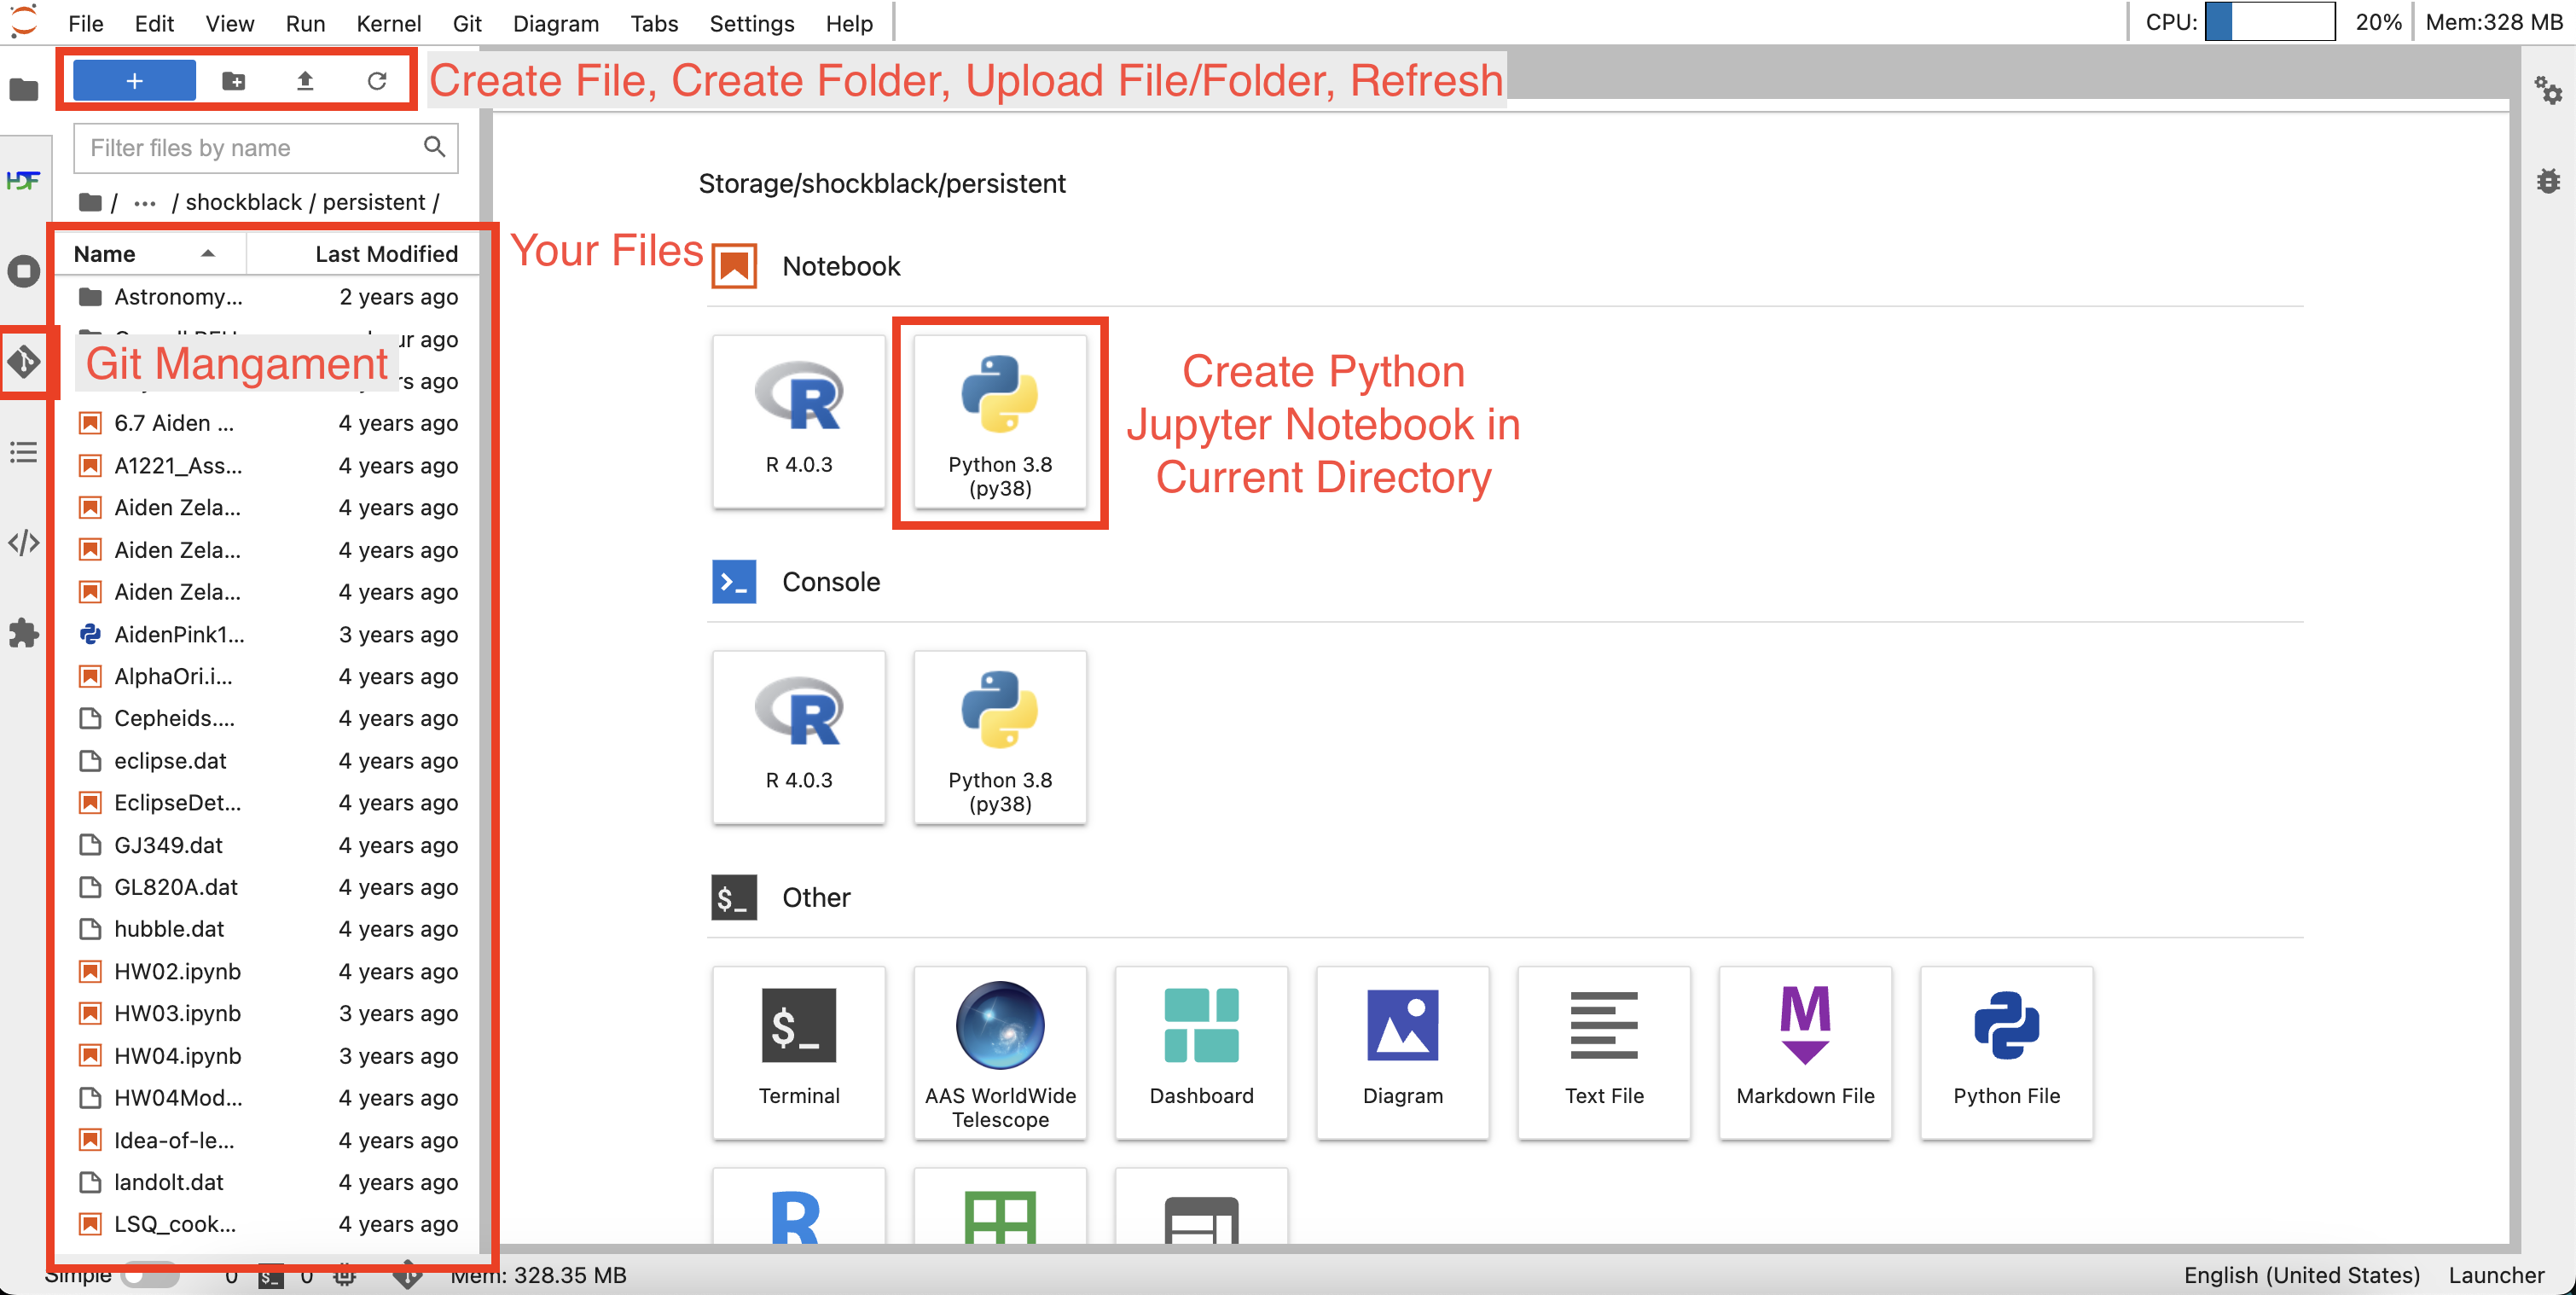 File Edit View Run Kernel Git Diagram Tabs Settings Help
CPU: 20% Mem:328 MB
+
Create File, Create Folder, Upload File/Folder, Refresh
Filter files by name
HDF
/ ... / shockblack / persistent /
Name Last Modified
Your Files
Astronomy... 2 years ago
ur ago
Git Mangament
rs ago
6.7 Aiden ... 4 years ago
A1221_Ass... 4 years ago
Aiden Zela... 4 years ago
Aiden Zela... 4 years ago
Aiden Zela... 4 years ago
AidenPink1... 3 years ago
AlphaOri.i... 4 years ago
Cepheids.... 4 years ago
eclipse.dat 4 years ago
EclipseDet... 4 years ago
GJ349.dat 4 years ago
GL820A.dat 4 years ago
hubble.dat 4 years ago
HW02.ipynb 4 years ago
HW03.ipynb 3 years ago
HW04.ipynb 3 years ago
HW04Mod... 4 years ago
Idea-of-le... 4 years ago
landolt.dat 4 years ago
LSQ_cook... 4 years ago
Storage/shockblack/persistent
Notebook
R 4.0.3
Python 3.8
(py38)
Create Python
Jupyter Notebook in
Current Directory
Console
R 4.0.3
Python 3.8
(py38)
$_ Other
$_
Terminal
AAS WorldWide
Telescope
Dashboard
Diagram
Text File
M
Markdown File
Python File
R
Simple 0 $_ 0 Mem: 328.35 MB
English (United States) Launcher